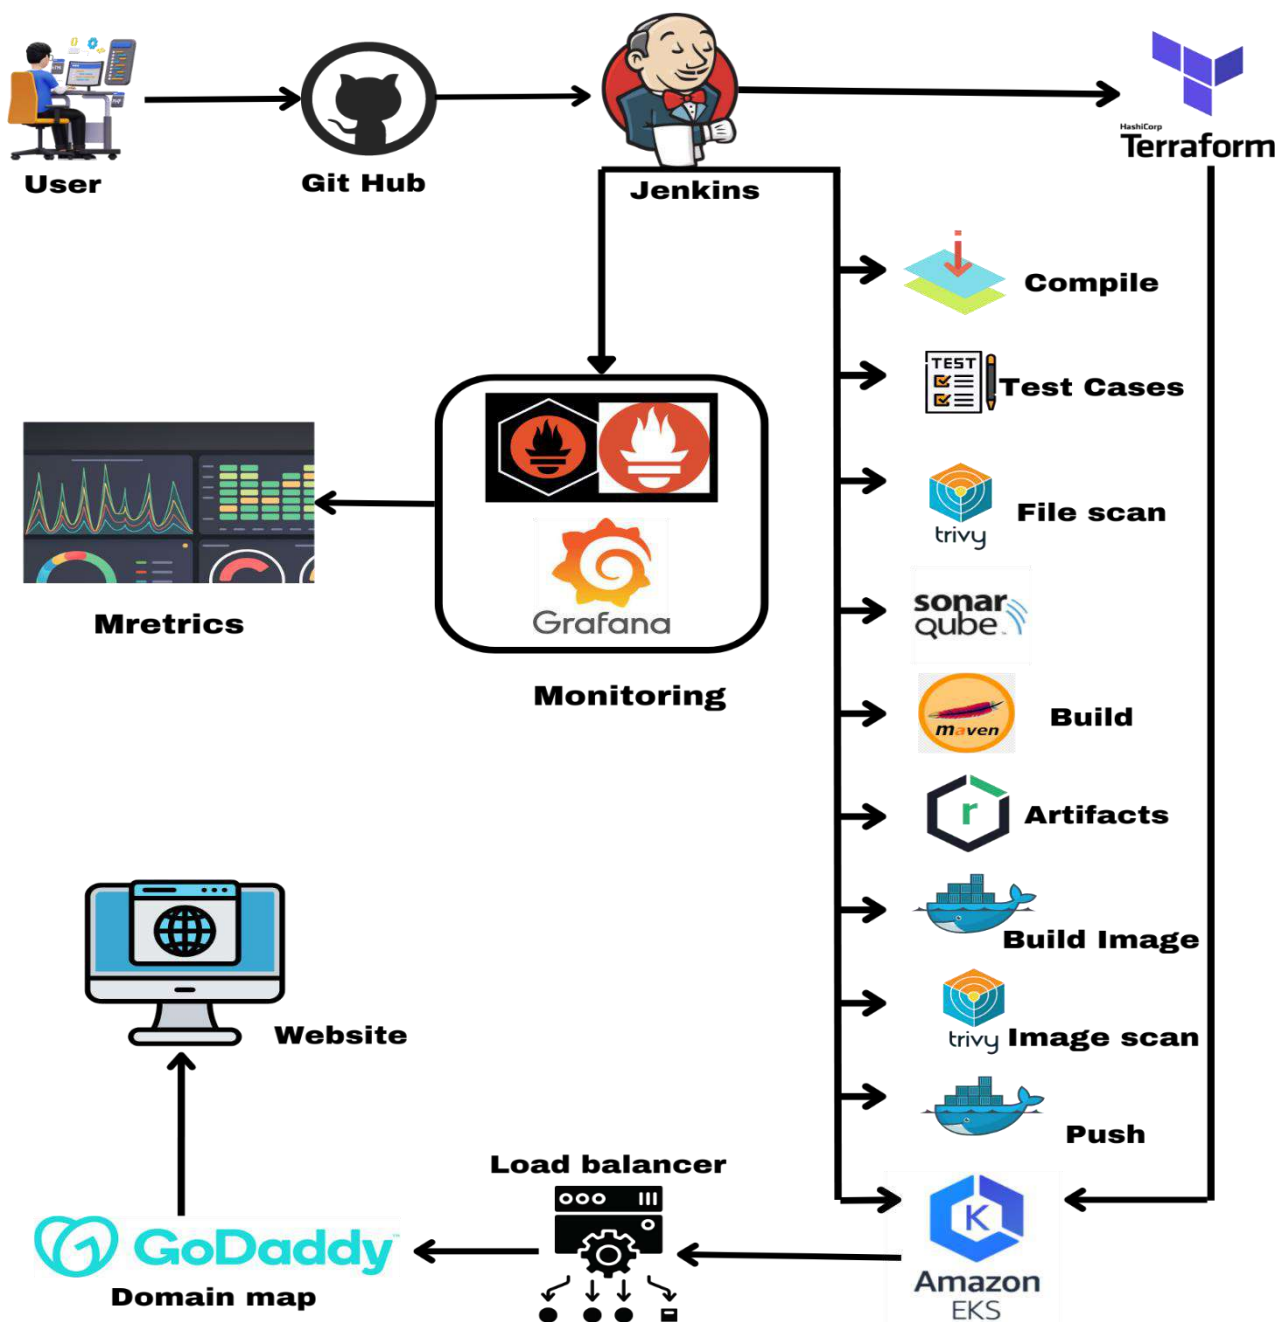 User
Git Hub
Jenkins
HashiCorp
Terraform
Compile
TEST
Test Cases
trivy
File scan
sonar
qube
maven
Build
r
Artifacts
Build Image
trivy
Image scan
Push
Grafana
Monitoring
Mretrics
Website
Load balancer
GoDaddy
Domain map
K
Amazon
EKS